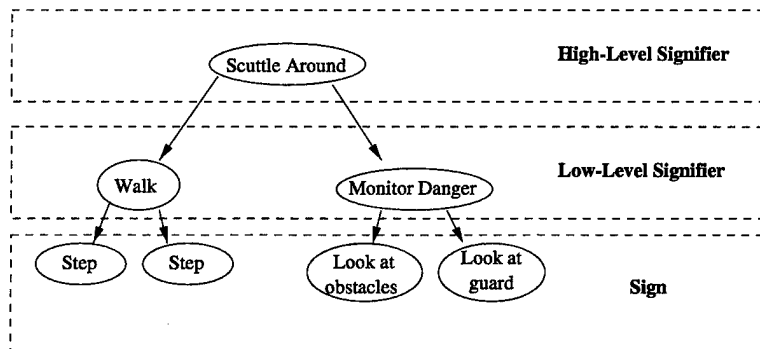 Scuttle Around
High-Level Signifier
Walk
Monitor Danger
Low-Level Signifier
Step
Step
Look at
obstacles
Look at
guard
Sign